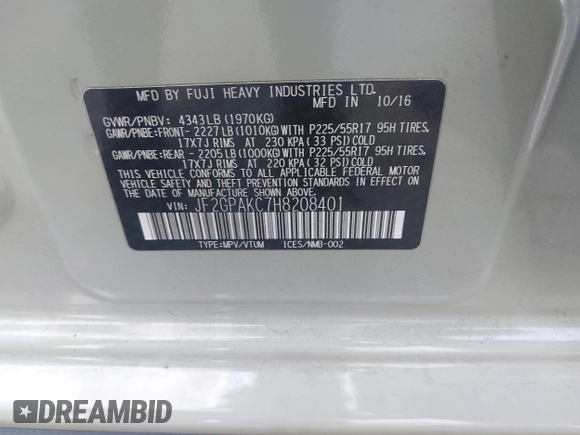 MFD BY FUJI HEAVY INDUSTRIES LTD.
MFD IN 10/16
GVWR/PNBV: 4343LB (1970KG)
GAWR/PNBE:FRONT- 2227LB (1010KG) WITH P225/55R17 95H TIRES,
17X7J RIMS AT 230 KPA (33 PSI) COLD
GAWR/PNBE:REAR - 2205LB (1000KG) WITH P225/55R17 95H TIRES,
17X7J RIMS AT 220 KPA (32 PSI) COLD
THIS VEHICLE CONFORMS TO ALL APPLICABLE FEDERAL MOTOR
VEHICLE SAFETY STANDARDS IN EFFECT ON THE DATE OF
MANUFACTURE SHOWN ABOVE.
VIN: JF2GPAKC7H8208401
TYPE:MPV/VTUM ICES/NMB-002
DREAMBID